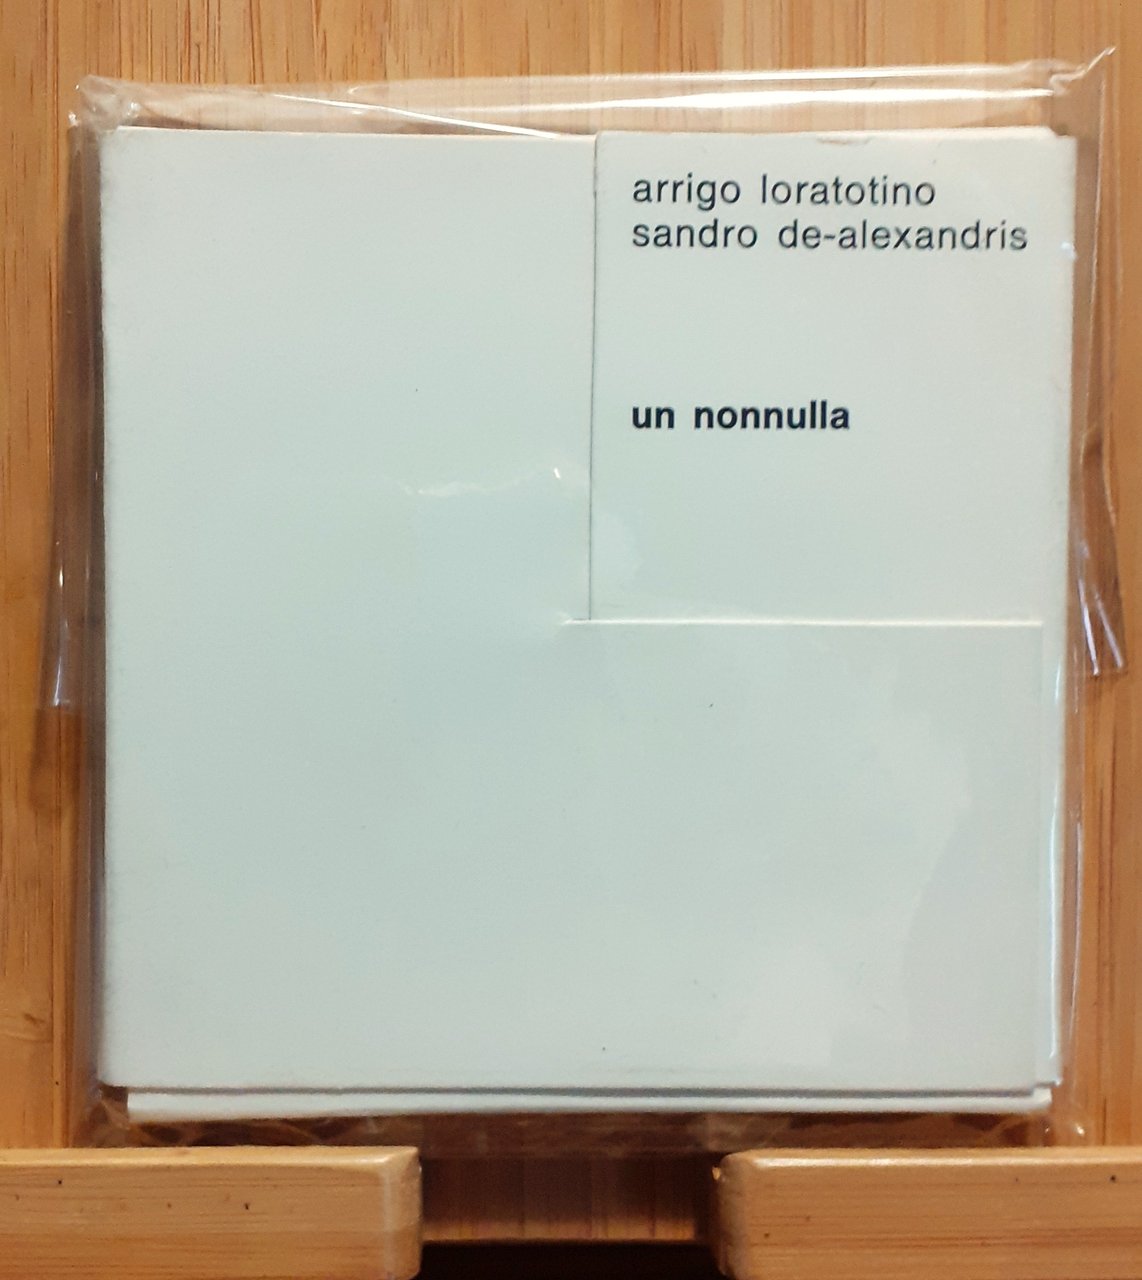 arrigo loratotino
sandro de-alexandris
un nonnulla